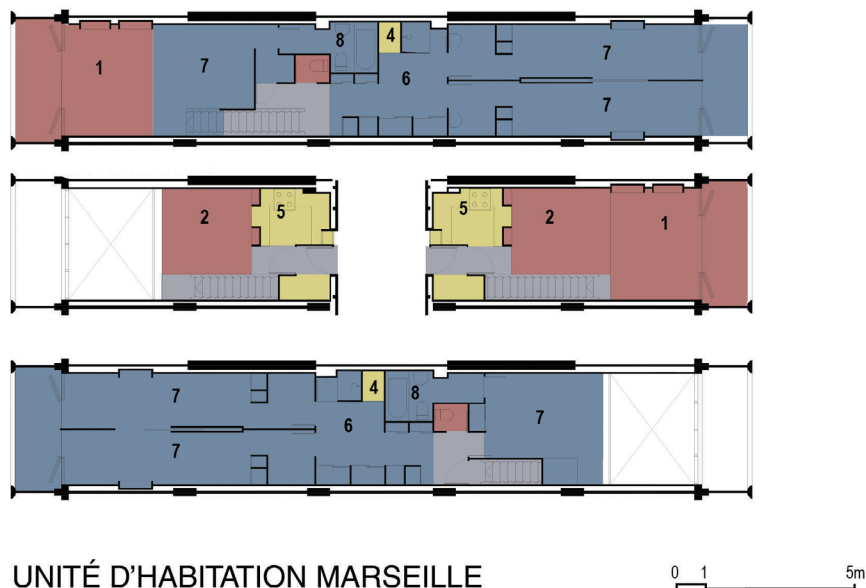 1 7 8 4 6 7
7
2 5 5 2 1
7 4 8
6 7
7
UNITÉ D'HABITATION MARSEILLE
0 1 5m